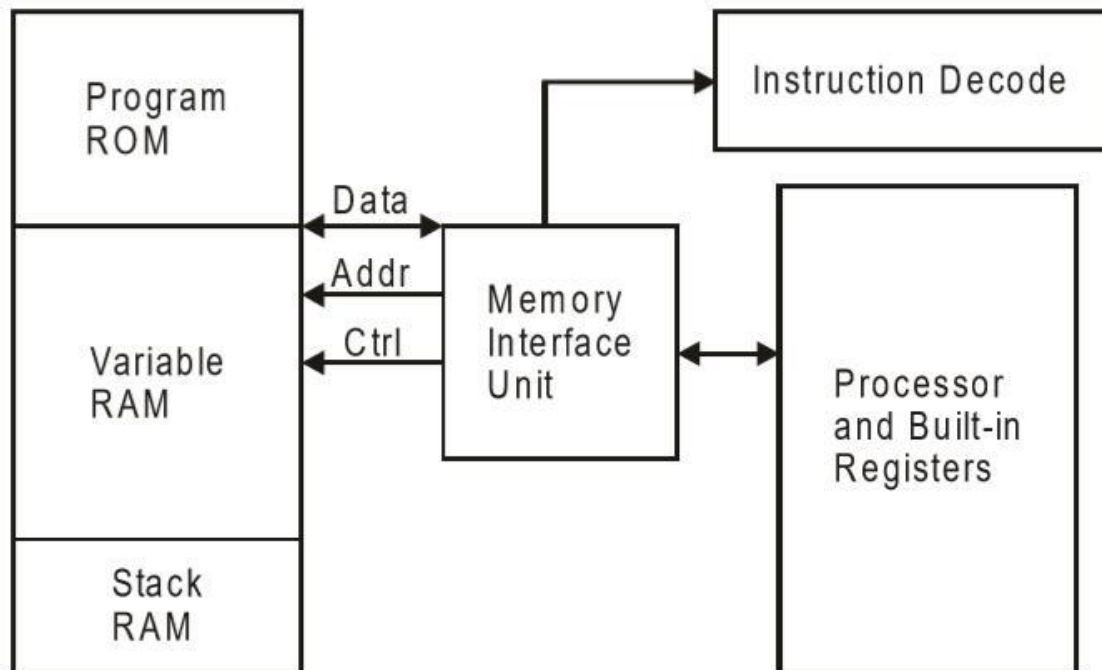 Program
ROM
Instruction Decode
Data
Addr
Ctrl
Memory
Interface
Unit
Variable
RAM
Processor
and Built-in
Registers
Stack
RAM